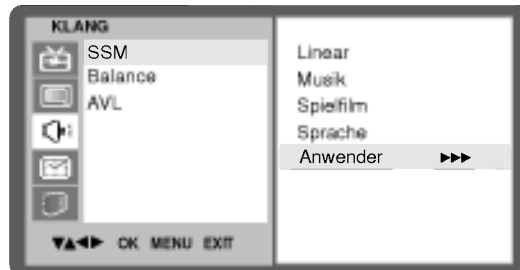 KLANG
SSM
Balance
AVL
▼▲◄► OK MENU EXIT
Linear
Musik
Spielfilm
Sprache
Anwender ►►►